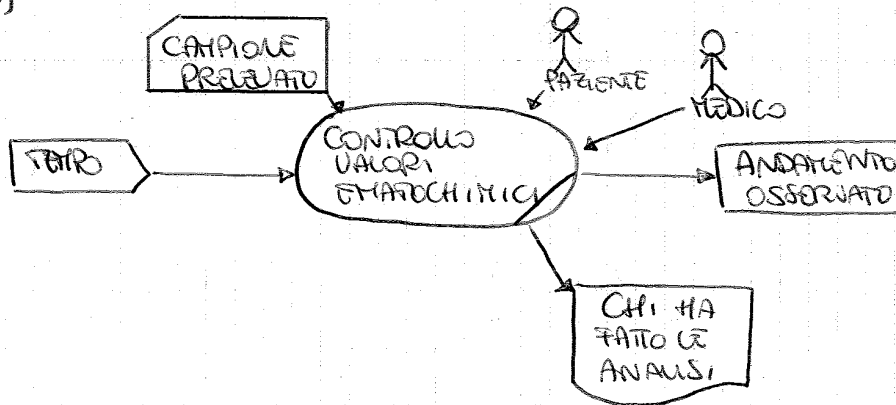 CAMPIONE
PRELEVATO
PAZIENTE
MEDICO
TEMPO
CONTROLLO
VALORI
EMATOCHIMICI
ANDAMENTO
OSSERVATO
CHI HA
FATTO LE
ANALISI